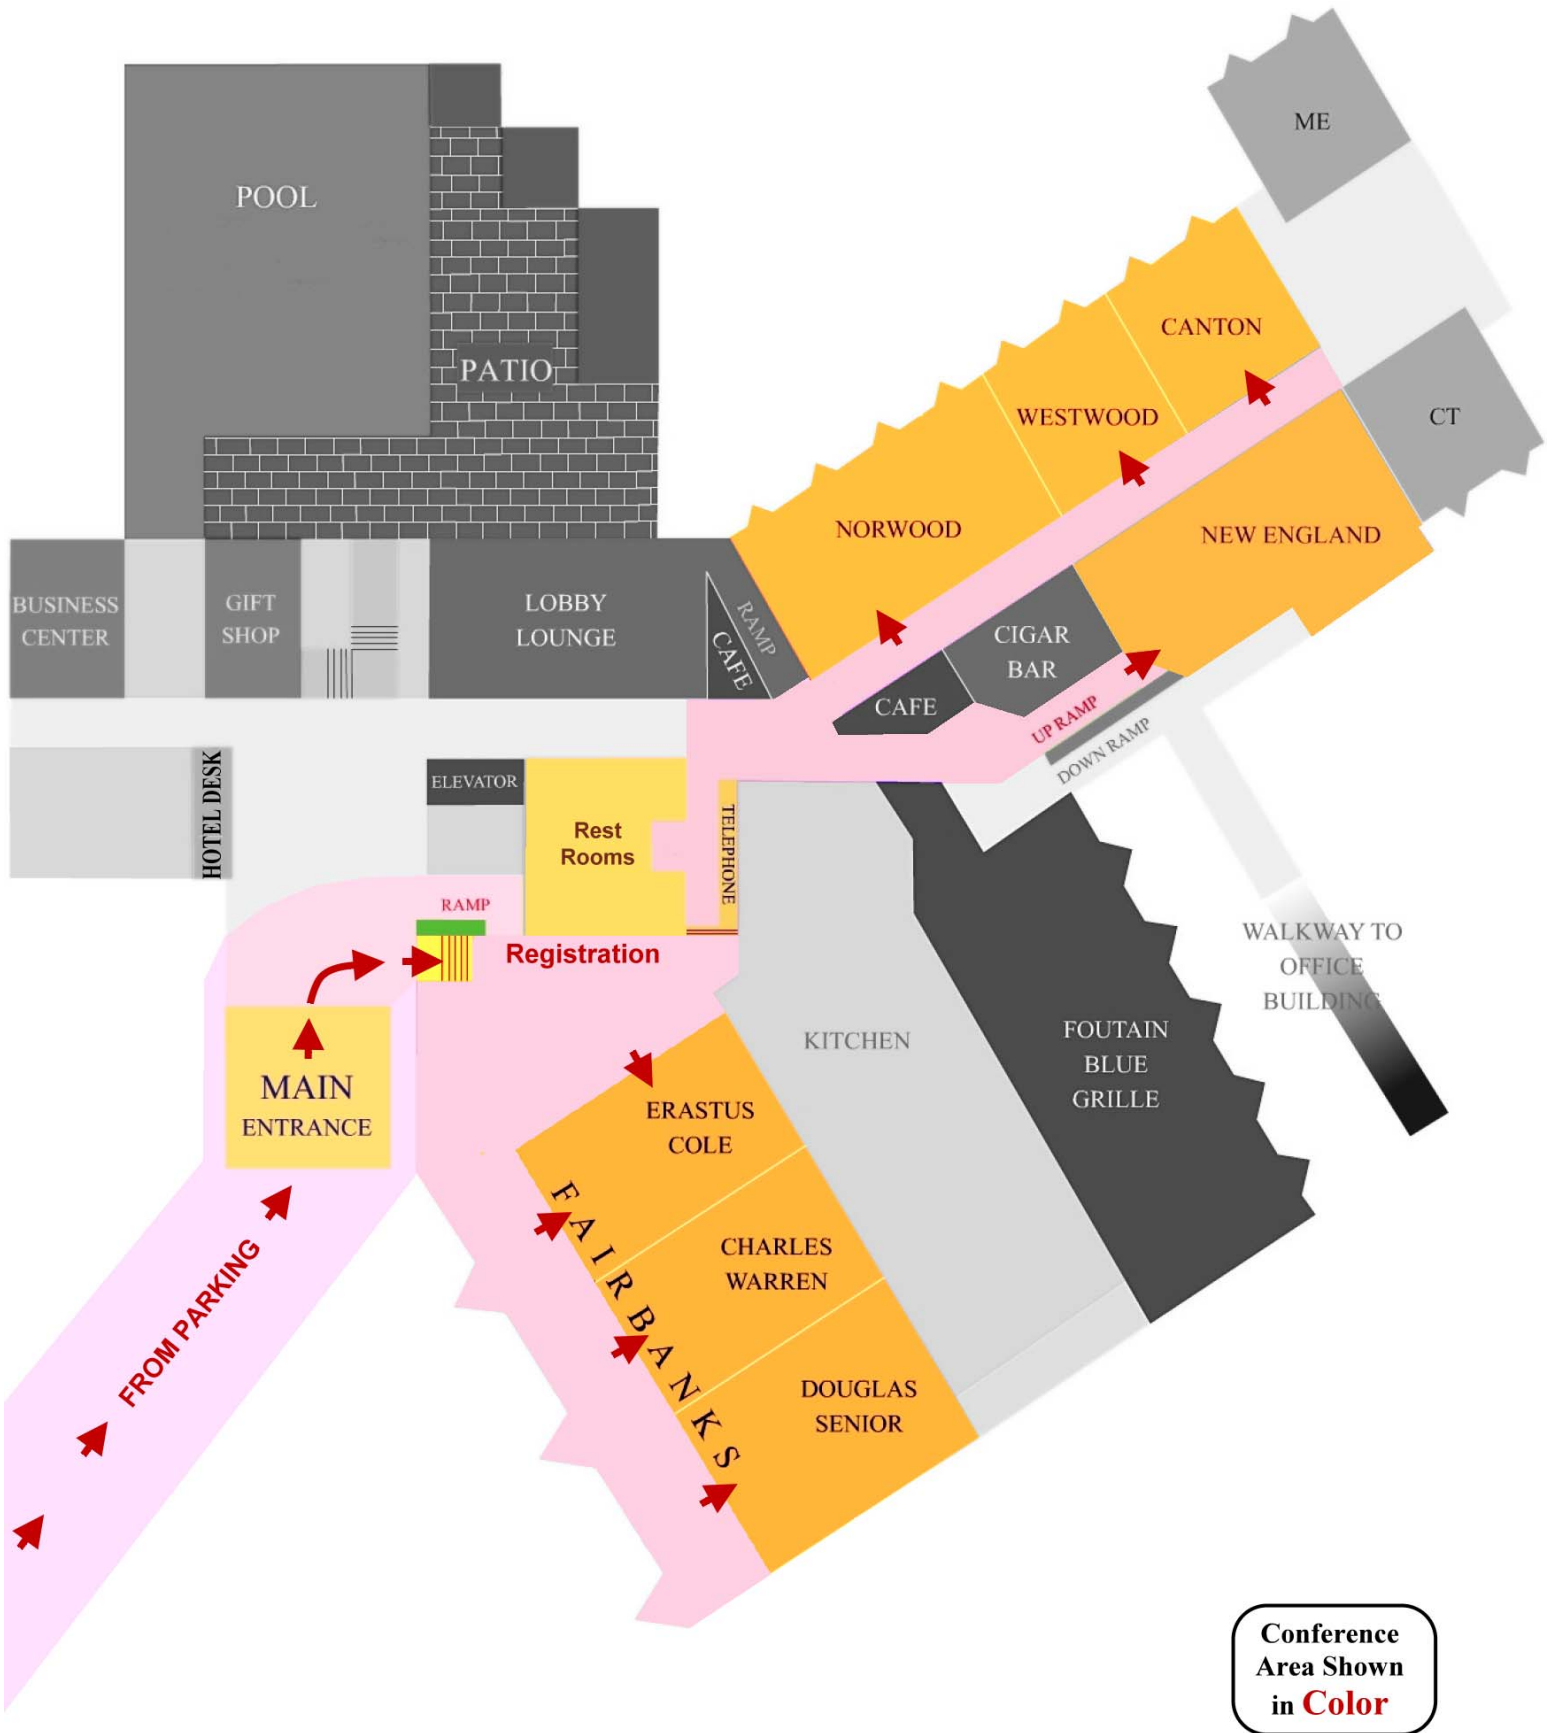 ME
POOL
CANTON
PATIO
WESTWOOD
CT
NORWOOD
NEW ENGLAND
BUSINESS
CENTER
GIFT
SHOP
LOBBY
LOUNGE
RAMP
CAFE
CIGAR
BAR
CAFE
UP RAMP
DOWN RAMP
HOTEL DESK
ELEVATOR
Rest
Rooms
TELEPHONE
RAMP
Registration
WALKWAY TO
OFFICE
BUILDING
KITCHEN
FOUTAIN
BLUE
GRILLE
MAIN
ENTRANCE
ERASTUS
COLE
FAIRBANKS
CHARLES
WARREN
FROM PARKING
DOUGLAS
SENIOR
Conference
Area Shown
in Color